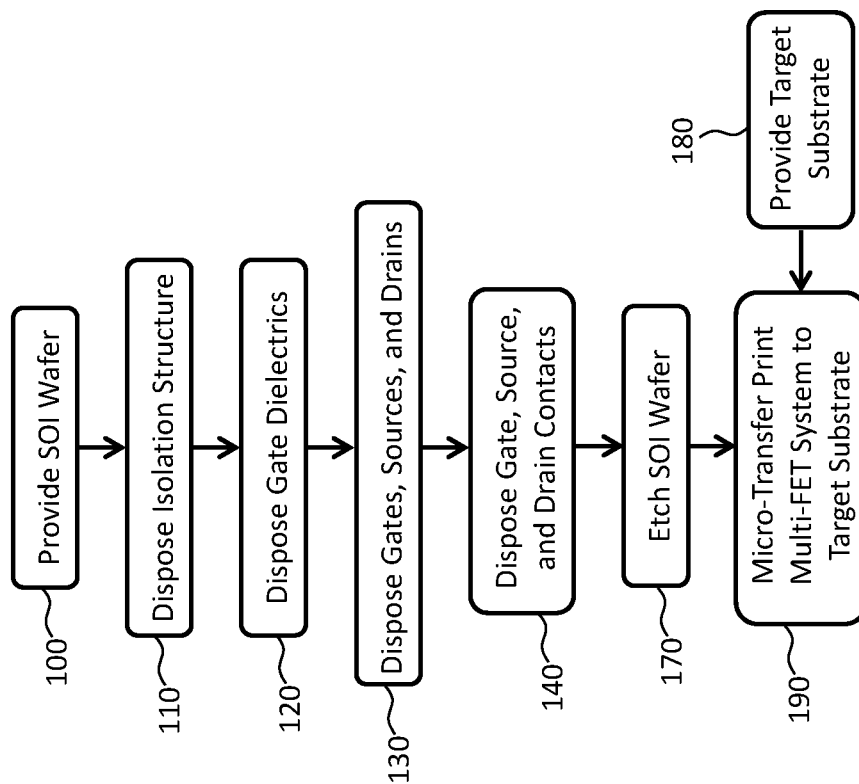 100
Provide SOI Wafer
110
Dispose Isolation Structure
120
Dispose Gate Dielectrics
130
Dispose Gates, Sources, and Drains
140
Dispose Gate, Source,
and Drain Contacts
170
Etch SOI Wafer
180
Provide Target
Substrate
190
Micro-Transfer Print
Multi-FET System to
Target Substrate